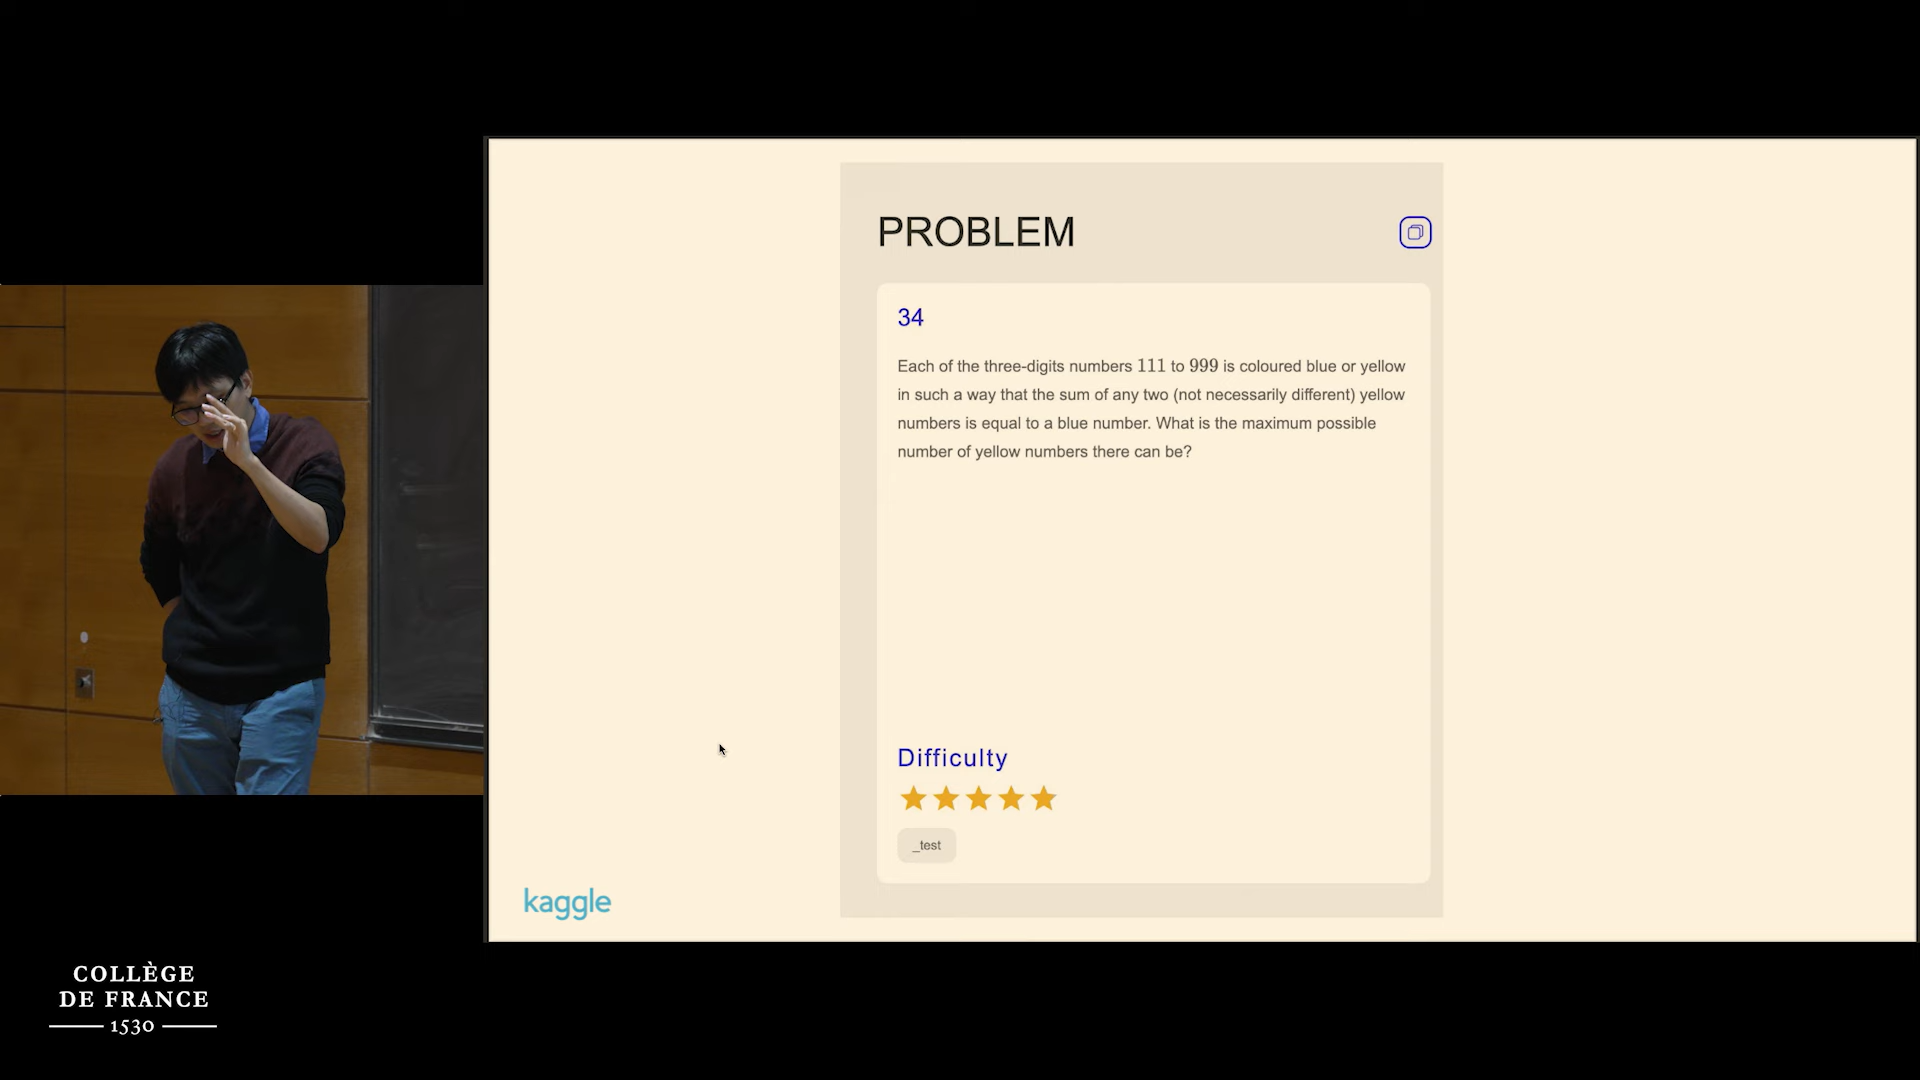 PROBLEM
34
Each of the three-digits numbers 111 to 999 is coloured blue or yellow
in such a way that the sum of any two (not necessarily different) yellow
numbers is equal to a blue number. What is the maximum possible
number of yellow numbers there can be?
Difficulty
_test
kaggle
COLLÈGE
DE FRANCE
1530